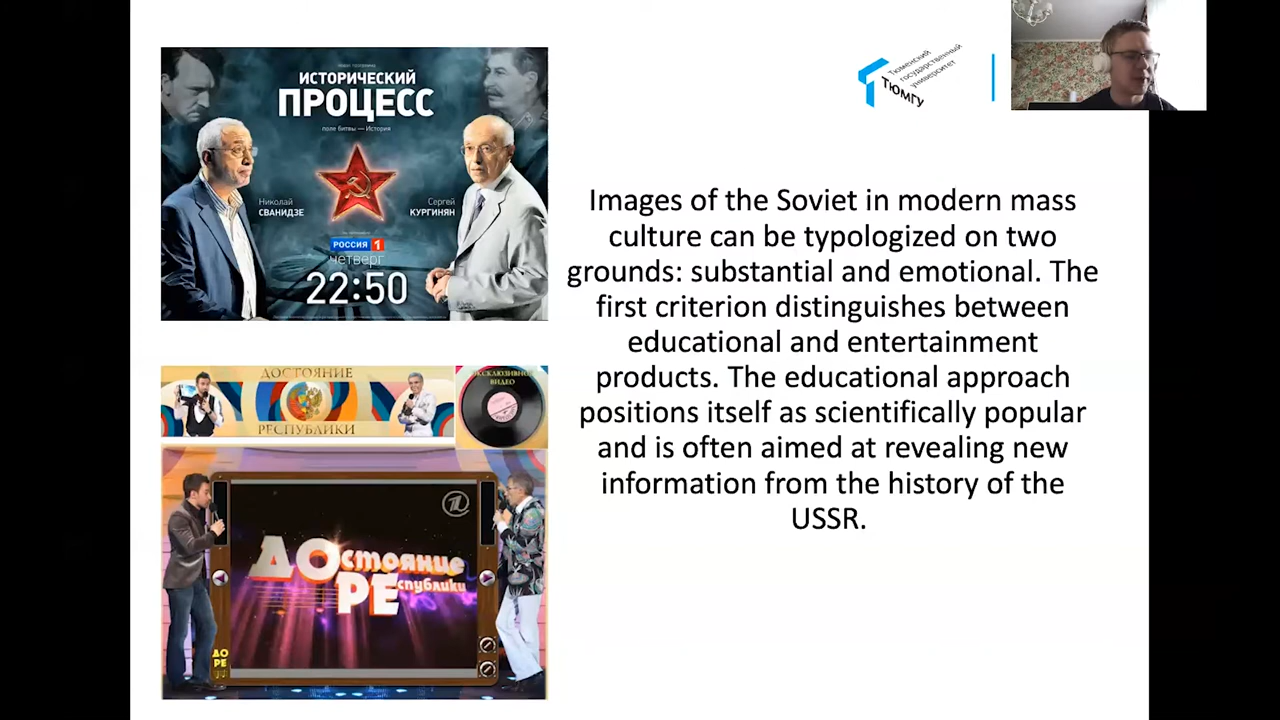 ИСТОРИЧЕСКИЙ
ПРОЦЕСС
поле битвы — История
Николай
СВАНИДЗЕ
Сергей
КУРГИНЯН
РОССИЯ 1
четверг
22:50
ДОСТОЯНИЕ
РЕСПУБЛИКИ
ЭКСКЛЮЗИВНОЕ
ВИДЕО
ДОстояние
РЕспублики
ДО
РЕ
Тюменский
государственный
университет
ТЮМГУ
Images of the Soviet in modern mass
culture can be typologized on two
grounds: substantial and emotional. The
first criterion distinguishes between
educational and entertainment
products. The educational approach
positions itself as scientifically popular
and is often aimed at revealing new
information from the history of the
USSR.